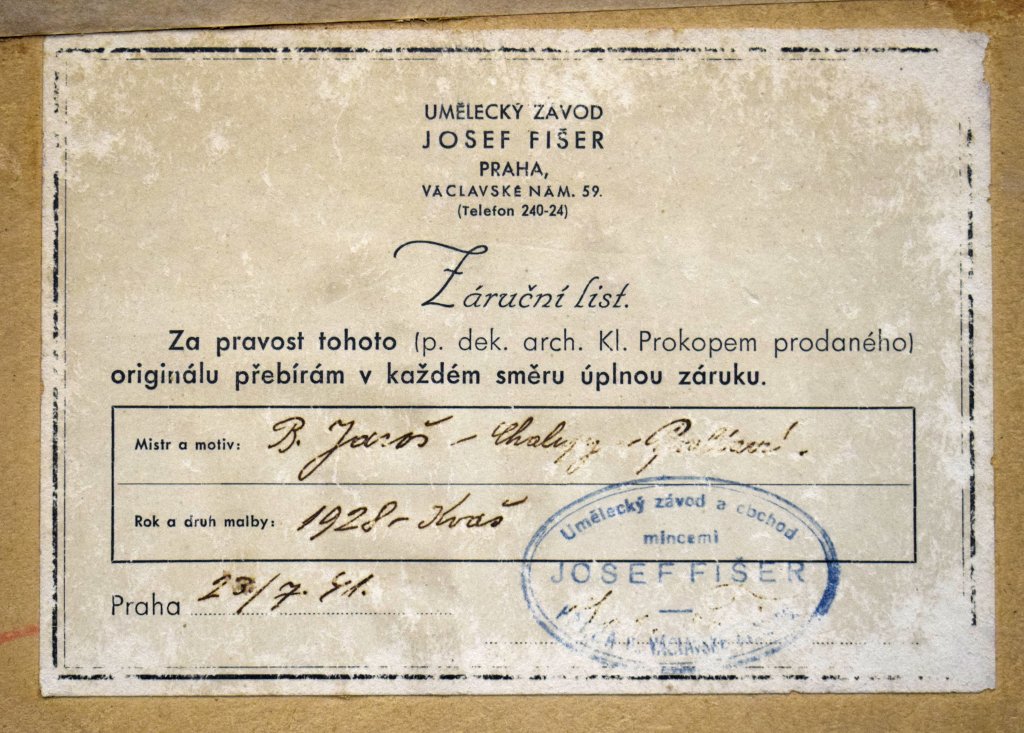 UMĚLECKÝ ZÁVOD
JOSEF FIŠER
PRAHA,
VÁCLAVSKÉ NÁM. 59.
(Telefon 240-24)
Záruční list.
Za pravost tohoto (p. dek. arch. Kl. Prokopem prodaného)
originálu přebírám v každém směru úplnou záruku.
Mistr a motiv: B. Jaroš - Chalupy -
Rok a druh malby: 1928 - Kvaš
Umělecký závod a obchod
mincemi
JOSEF FIŠER
VÁCLAVSKÉ
Praha 23/7. 41.